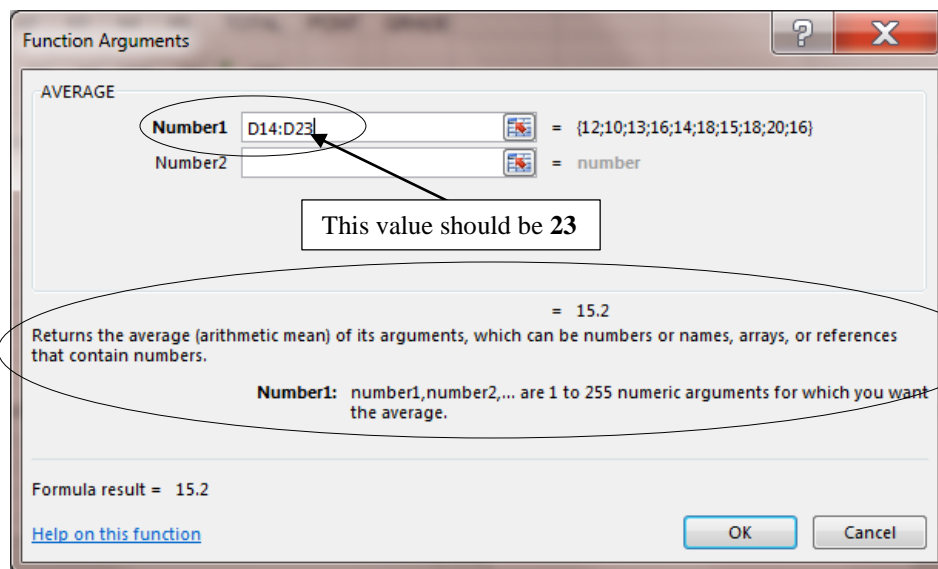 TOTAL POST GRADE
Function Arguments
?
X
AVERAGE
Number1 D14:D23 = {12;10;13;16;14;18;15;18;20;16}
Number2 = number
This value should be 23
= 15.2
Returns the average (arithmetic mean) of its arguments, which can be numbers or names, arrays, or references
that contain numbers.
Number1: number1,number2,... are 1 to 255 numeric arguments for which you want
the average.
Formula result = 15.2
Help on this function
OK Cancel